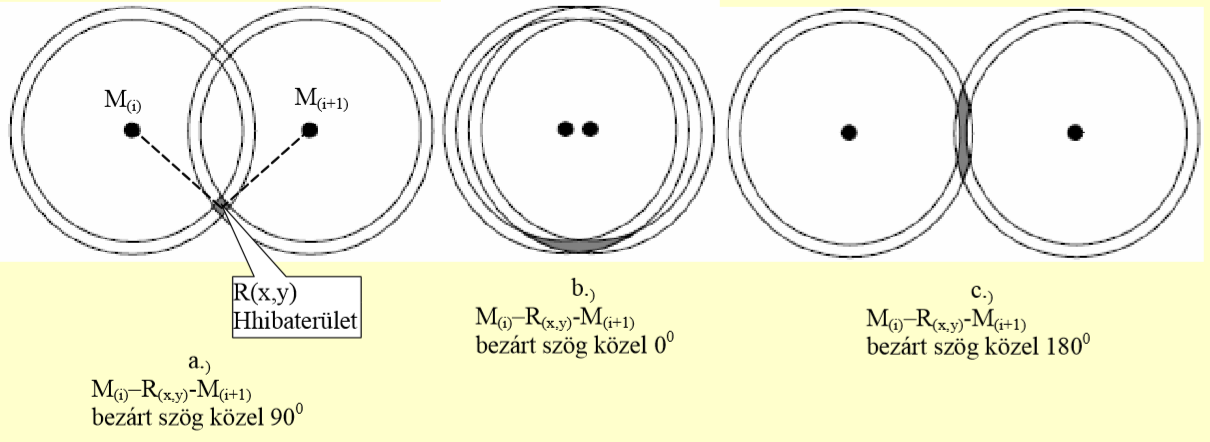 M(i)
M(i+1)
R(x,y)
Hhibaterület
a.)
M(i)–R(x,y)-M(i+1)
bezárt szög közel 90⁰
b.)
M(i)–R(x,y)-M(i+1)
bezárt szög közel 0⁰
c.)
M(i)–R(x,y)-M(i+1)
bezárt szög közel 180⁰